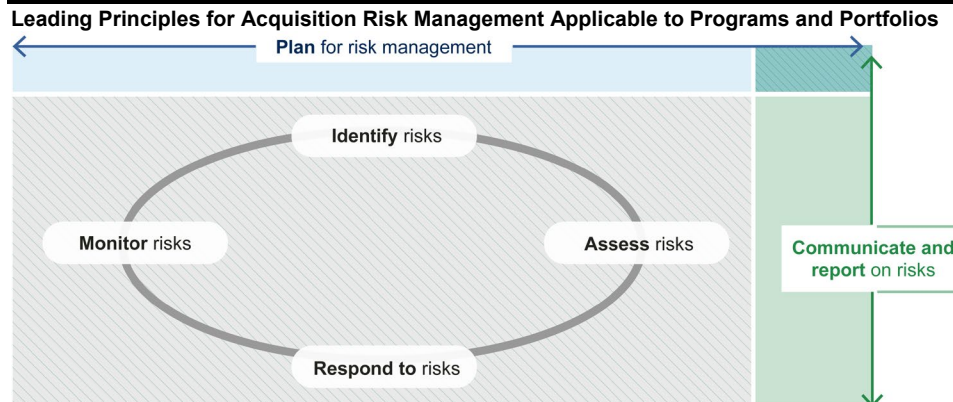 Leading Principles for Acquisition Risk Management Applicable to Programs and Portfolios
Plan for risk management
Identify risks
Monitor risks
Assess risks
Communicate and
report on risks
Respond to risks